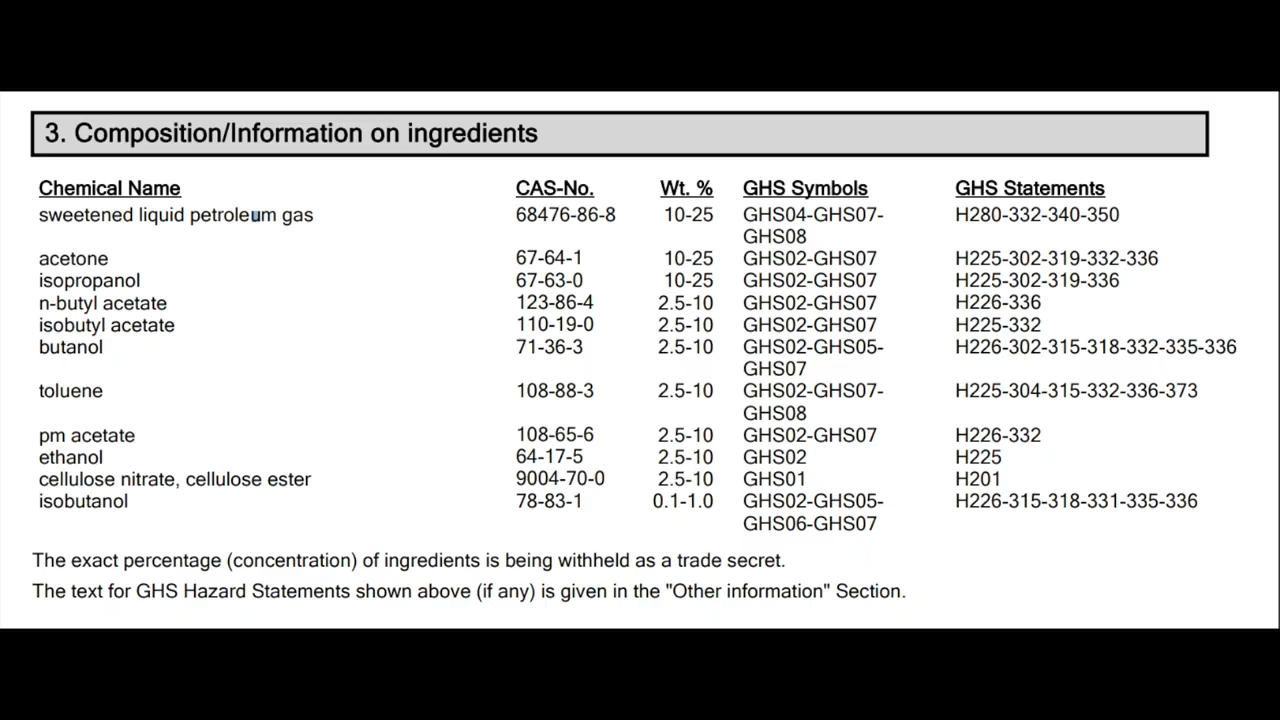 3. Composition/Information on ingredients
Chemical Name CAS-No. Wt. % GHS Symbols GHS Statements
sweetened liquid petroleum gas 68476-86-8 10-25 GHS04-GHS07- H280-332-340-350
GHS08
acetone 67-64-1 10-25 GHS02-GHS07 H225-302-319-332-336
isopropanol 67-63-0 10-25 GHS02-GHS07 H225-302-319-336
n-butyl acetate 123-86-4 2.5-10 GHS02-GHS07 H226-336
isobutyl acetate 110-19-0 2.5-10 GHS02-GHS07 H225-332
butanol 71-36-3 2.5-10 GHS02-GHS05- H226-302-315-318-332-335-336
GHS07
toluene 108-88-3 2.5-10 GHS02-GHS07- H225-304-315-332-336-373
GHS08
pm acetate 108-65-6 2.5-10 GHS02-GHS07 H226-332
ethanol 64-17-5 2.5-10 GHS02 H225
cellulose nitrate, cellulose ester 9004-70-0 2.5-10 GHS01 H201
isobutanol 78-83-1 0.1-1.0 GHS02-GHS05- H226-315-318-331-335-336
GHS06-GHS07
The exact percentage (concentration) of ingredients is being withheld as a trade secret.
The text for GHS Hazard Statements shown above (if any) is given in the "Other information" Section.